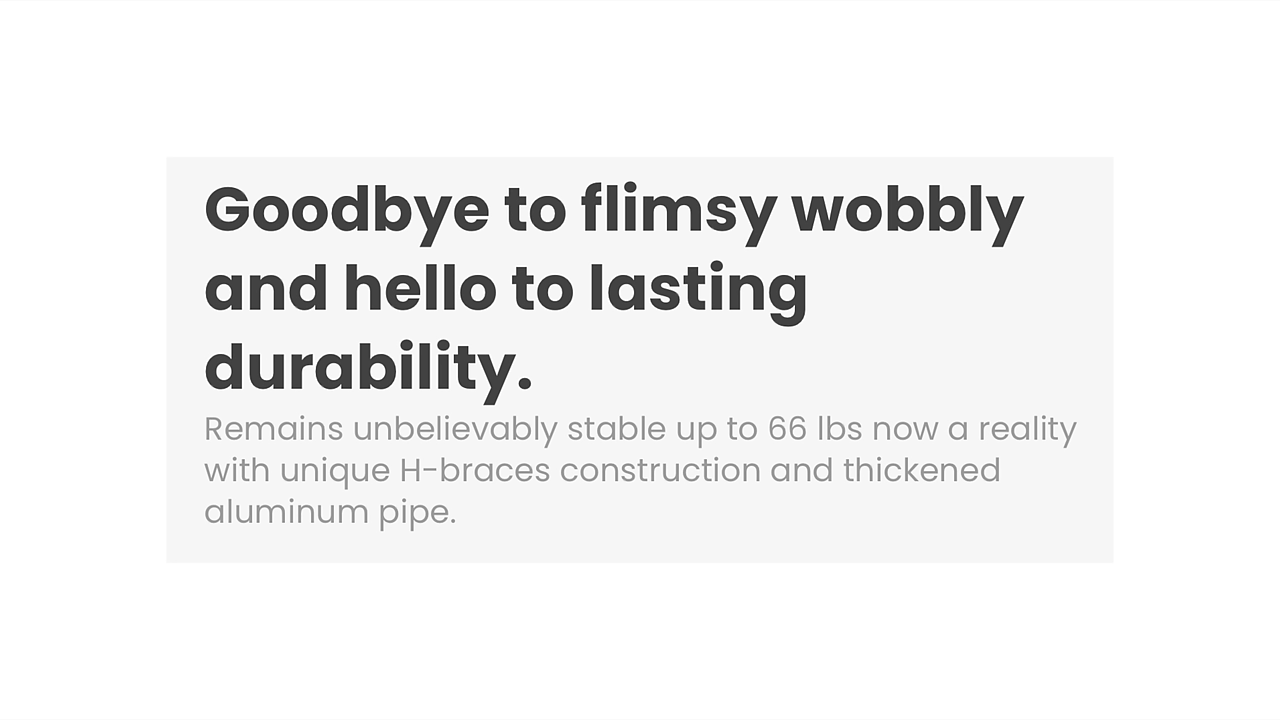 Goodbye to flimsy wobbly
and hello to lasting
durability.
Remains unbelievably stable up to 66 lbs now a reality
with unique H-braces construction and thickened
aluminum pipe.